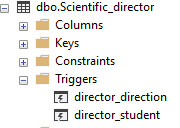 dbo.Scientific_director
Columns
Keys
Constraints
Triggers
director_direction
director_student